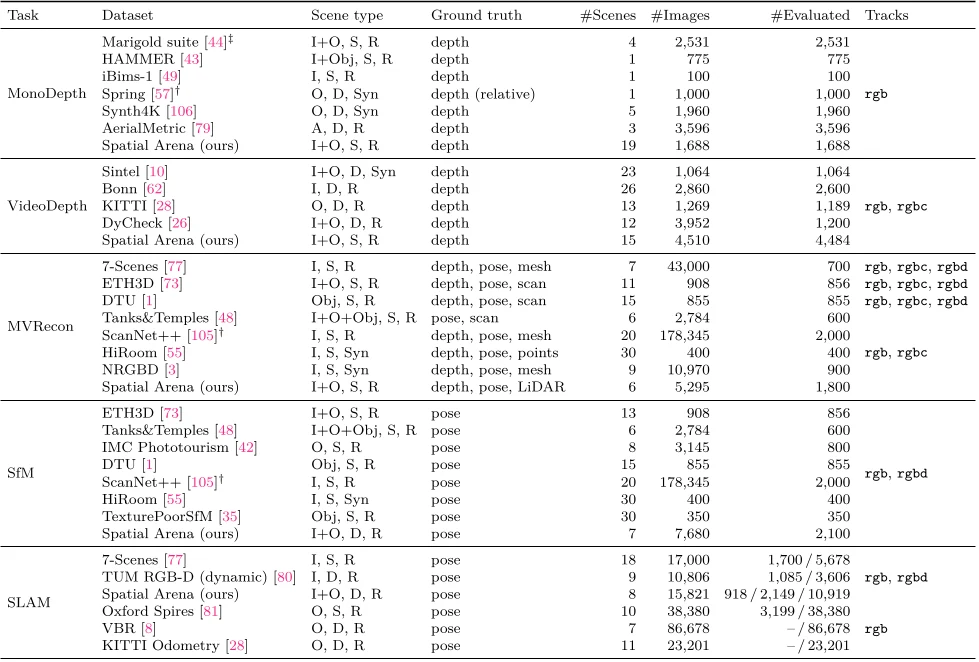 Task Dataset Scene type Ground truth #Scenes #Images #Evaluated Tracks
Marigold suite [44]‡ I+O, S, R depth 4 2,531 2,531
HAMMER [43] I+Obj, S, R depth 1 775 775
iBims-1 [49] I, S, R depth 1 100 100
MonoDepth Spring [57]† O, D, Syn depth (relative) 1 1,000 1,000 rgb
Synth4K [106] O, D, Syn depth 5 1,960 1,960
AerialMetric [79] A, D, R depth 3 3,596 3,596
Spatial Arena (ours) I+O, S, R depth 19 1,688 1,688
Sintel [10] I+O, D, Syn depth 23 1,064 1,064
Bonn [62] I, D, R depth 26 2,860 2,600
VideoDepth KITTI [28] O, D, R depth 13 1,269 1,189 rgb, rgbc
DyCheck [26] I+O, D, R depth 12 3,952 1,200
Spatial Arena (ours) I+O, S, R depth 15 4,510 4,484
7-Scenes [77] I, S, R depth, pose, mesh 7 43,000 700 rgb, rgbc, rgbd
ETH3D [73] I+O, S, R depth, pose, scan 11 908 856 rgb, rgbc, rgbd
DTU [1] Obj, S, R depth, pose, scan 15 855 855 rgb, rgbc, rgbd
Tanks&Temples [48] I+O+Obj, S, R pose, scan 6 2,784 600
MVRecon
ScanNet++ [105]† I, S, R depth, pose, mesh 20 178,345 2,000
HiRoom [55] I, S, Syn depth, pose, points 30 400 400 rgb, rgbc
NRGBD [3] I, S, Syn depth, pose, mesh 9 10,970 900
Spatial Arena (ours) I+O, S, R depth, pose, LiDAR 6 5,295 1,800
ETH3D [73] I+O, S, R pose 13 908 856
Tanks&Temples [48] I+O+Obj, S, R pose 6 2,784 600
IMC Phototourism [42] O, S, R pose 8 3,145 800
DTU [1] Obj, S, R pose 15 855 855
SfM rgb, rgbd
ScanNet++ [105]† I, S, R pose 20 178,345 2,000
HiRoom [55] I, S, Syn pose 30 400 400
TexturePoorSfM [35] Obj, S, R pose 30 350 350
Spatial Arena (ours) I+O, D, R pose 7 7,680 2,100
7-Scenes [77] I, S, R pose 18 17,000 1,700 / 5,678
TUM RGB-D (dynamic) [80] I, D, R pose 9 10,806 1,085 / 3,606 rgb, rgbd
Spatial Arena (ours) I+O, D, R pose 8 15,821 918 / 2,149 / 10,919
SLAM
Oxford Spires [81] O, S, R pose 10 38,380 3,199 / 38,380
VBR [8] O, D, R pose 7 86,678 – / 86,678 rgb
KITTI Odometry [28] O, D, R pose 11 23,201 – / 23,201